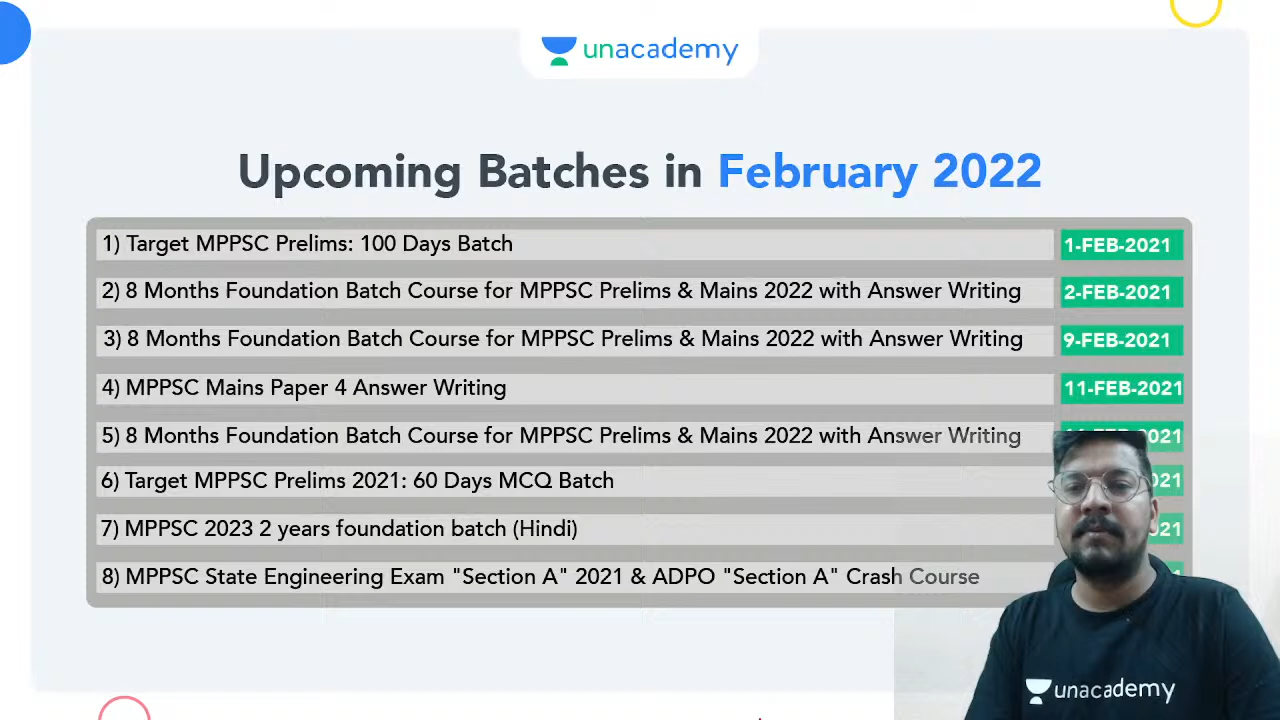 unacademy
Upcoming Batches in February 2022
1) Target MPPSC Prelims: 100 Days Batch 1-FEB-2021
2) 8 Months Foundation Batch Course for MPPSC Prelims & Mains 2022 with Answer Writing 2-FEB-2021
3) 8 Months Foundation Batch Course for MPPSC Prelims & Mains 2022 with Answer Writing 9-FEB-2021
4) MPPSC Mains Paper 4 Answer Writing 11-FEB-2021
5) 8 Months Foundation Batch Course for MPPSC Prelims & Mains 2022 with Answer Writing
6) Target MPPSC Prelims 2021: 60 Days MCQ Batch
7) MPPSC 2023 2 years foundation batch (Hindi)
8) MPPSC State Engineering Exam "Section A" 2021 & ADPO "Section A" Crash Course
unacademy